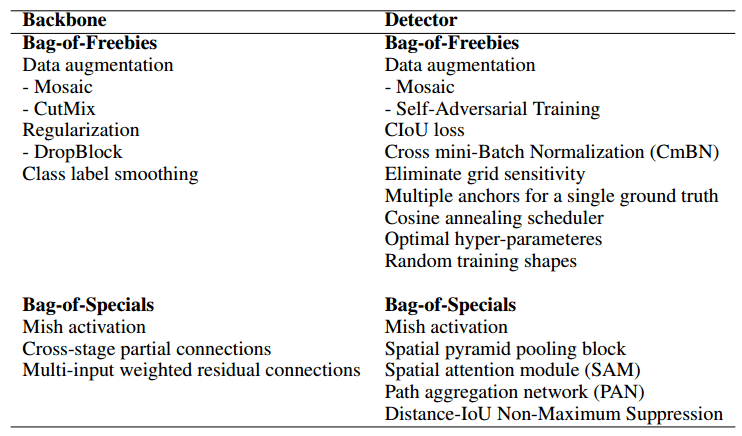 Backbone Detector
Bag-of-Freebies Bag-of-Freebies
Data augmentation Data augmentation
- Mosaic - Mosaic
- CutMix - Self-Adversarial Training
Regularization CIoU loss
- DropBlock Cross mini-Batch Normalization (CmBN)
Class label smoothing Eliminate grid sensitivity
Multiple anchors for a single ground truth
Cosine annealing scheduler
Optimal hyper-parameteres
Random training shapes
Bag-of-Specials Bag-of-Specials
Mish activation Mish activation
Cross-stage partial connections Spatial pyramid pooling block
Multi-input weighted residual connections Spatial attention module (SAM)
Path aggregation network (PAN)
Distance-IoU Non-Maximum Suppression